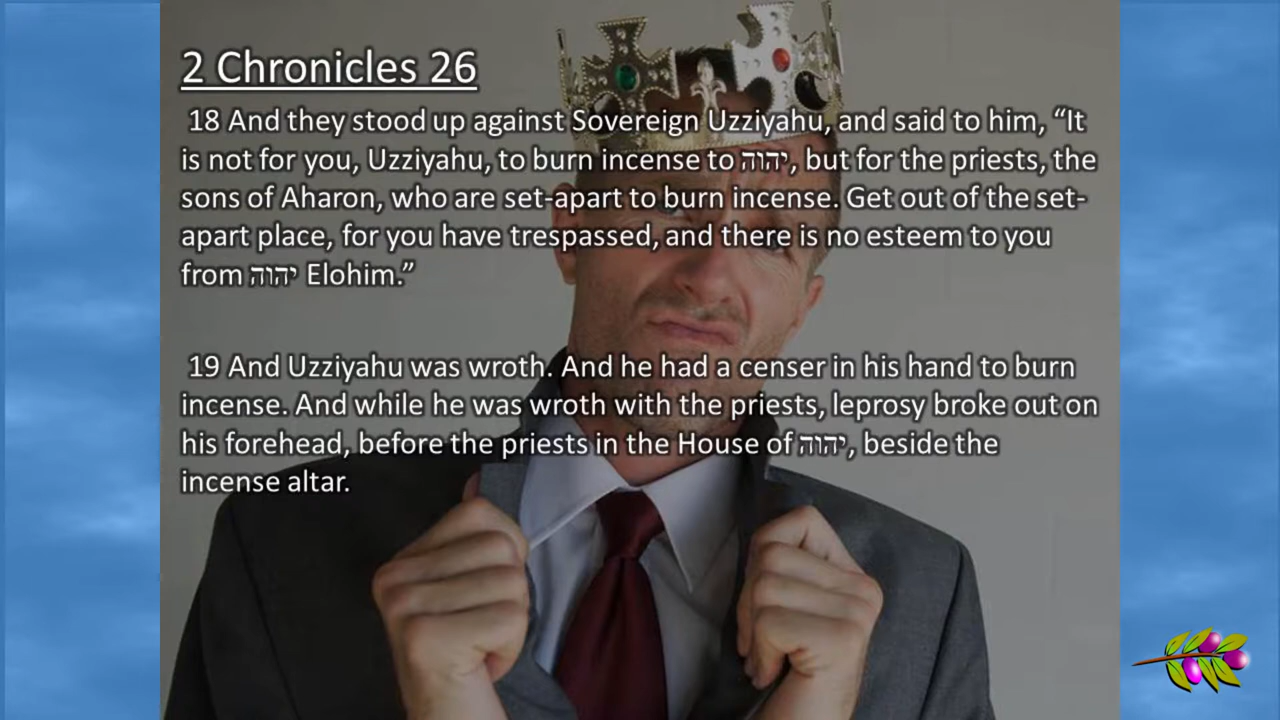 2 Chronicles 26
18 And they stood up against Sovereign Uzziyahu, and said to him, “It
is not for you, Uzziyahu, to burn incense to יהוה, but for the priests, the
sons of Aharon, who are set-apart to burn incense. Get out of the set-
apart place, for you have trespassed, and there is no esteem to you
from יהוה Elohim.”
19 And Uzziyahu was wroth. And he had a censer in his hand to burn
incense. And while he was wroth with the priests, leprosy broke out on
his forehead, before the priests in the House of יהוה, beside the
incense altar.